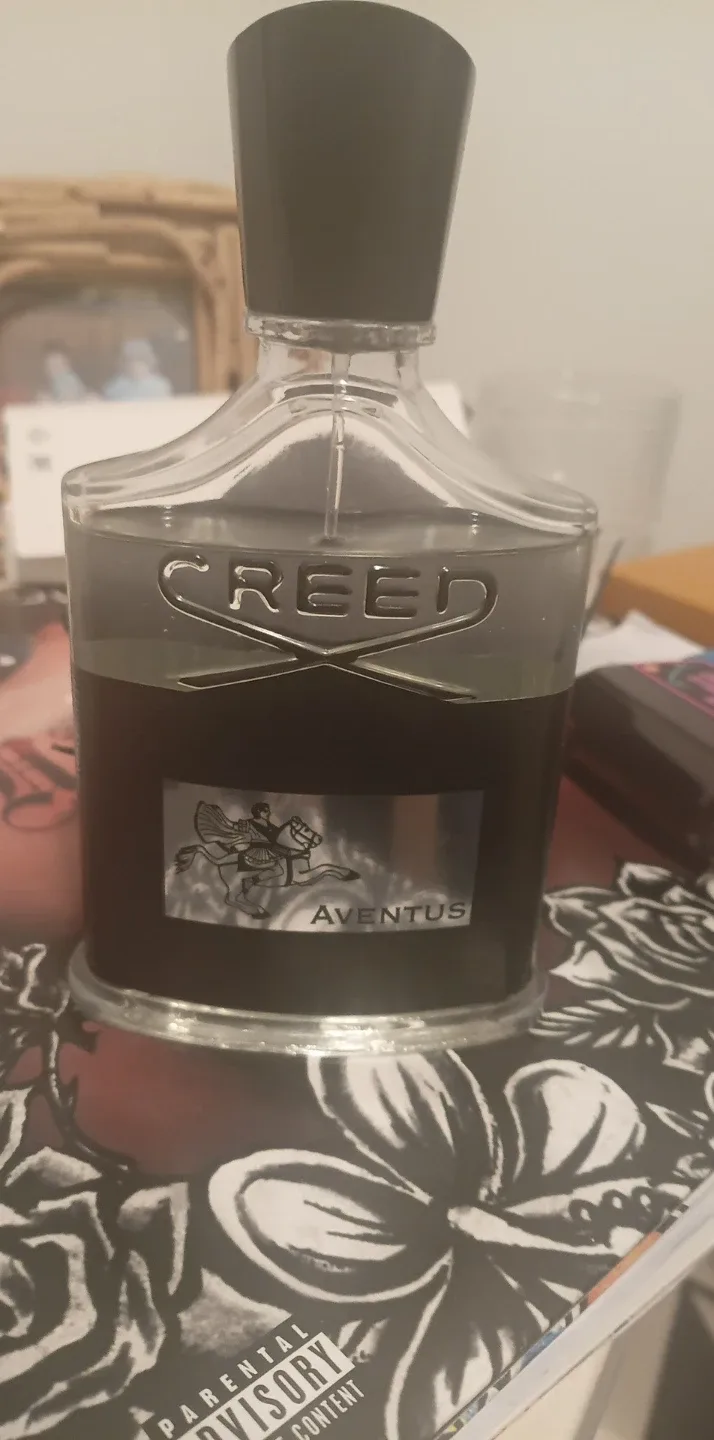 CREED
AVENTUS
PARENTAL
ADVISORY
CONTENT